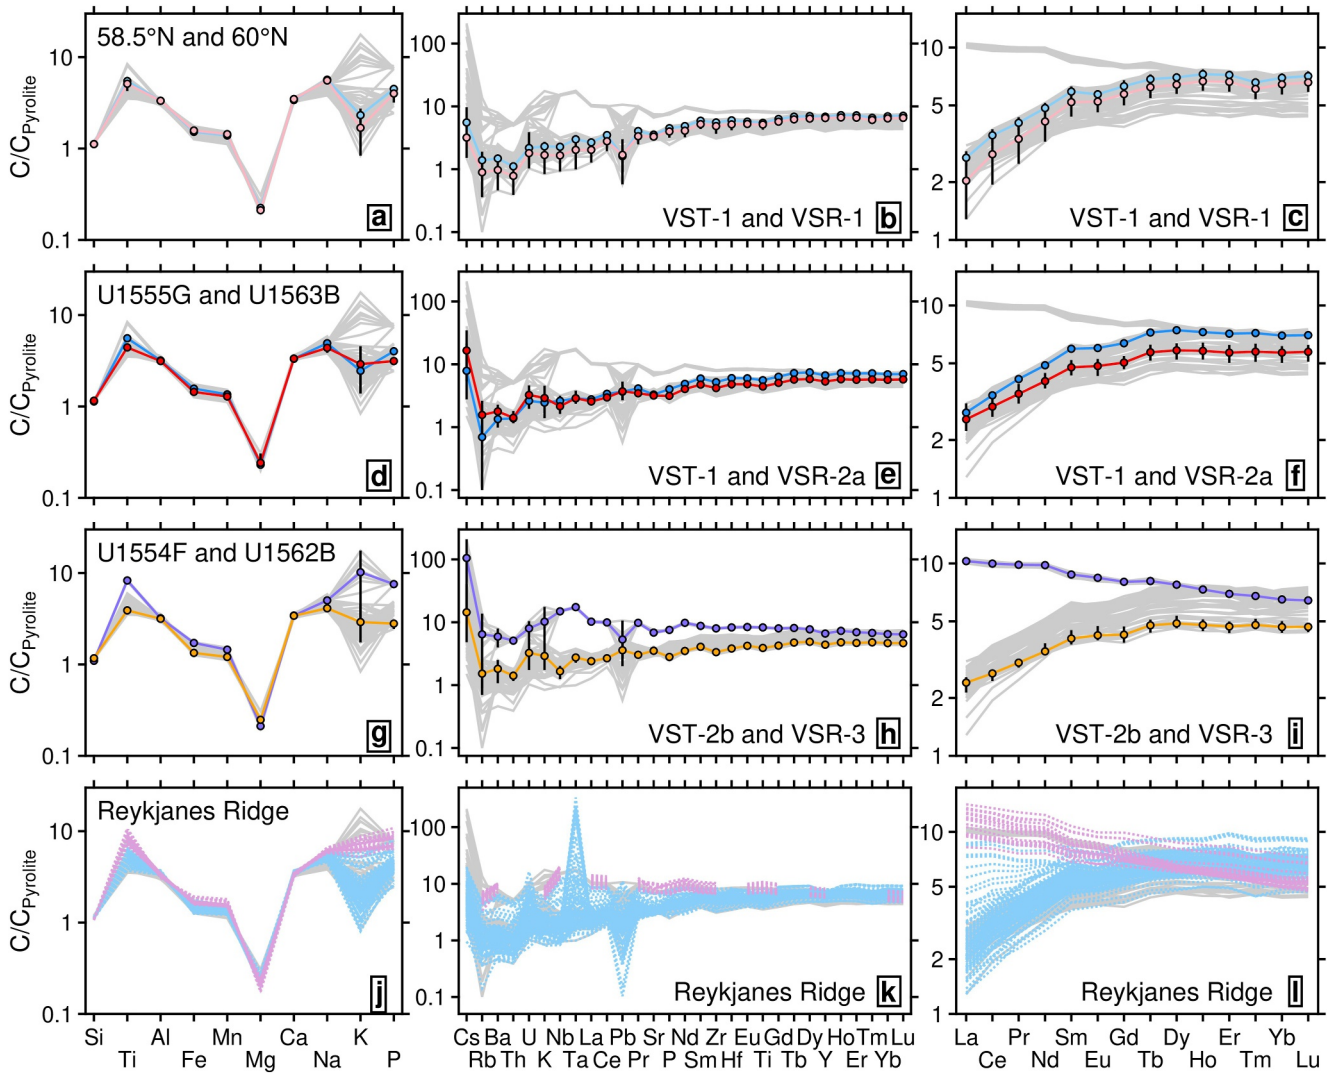 58.5°N and 60°N
10
1
0.1
C/C_Pyrolite
a
100
10
1
0.1
VST-1 and VSR-1
b
10
5
2
1
VST-1 and VSR-1
c
U1555G and U1563B
10
1
0.1
C/C_Pyrolite
d
100
10
1
0.1
VST-1 and VSR-2a
e
10
5
2
1
VST-1 and VSR-2a
f
U1554F and U1562B
10
1
0.1
C/C_Pyrolite
g
100
10
1
0.1
VST-2b and VSR-3
h
10
5
2
1
VST-2b and VSR-3
i
Reykjanes Ridge
10
1
0.1
C/C_Pyrolite
j
100
10
1
0.1
Reykjanes Ridge
k
10
5
2
1
Reykjanes Ridge
l
Si Al Mn Ca K
Ti Fe Mg Na P
Cs Ba U Nb La Pb Sr Nd Zr Eu Gd Dy Ho Tm Lu
Rb Th K Ta Ce Pr P Sm Hf Ti Tb Y Er Yb
La Pr Sm Gd Dy Er Yb
Ce Nd Eu Tb Ho Tm Lu